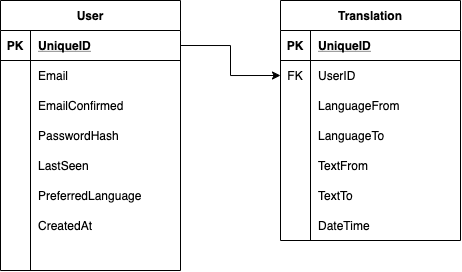 User
PK UniqueID
Email
EmailConfirmed
PasswordHash
LastSeen
PreferredLanguage
CreatedAt
Translation
PK UniqueID
FK UserID
LanguageFrom
LanguageTo
TextFrom
TextTo
DateTime